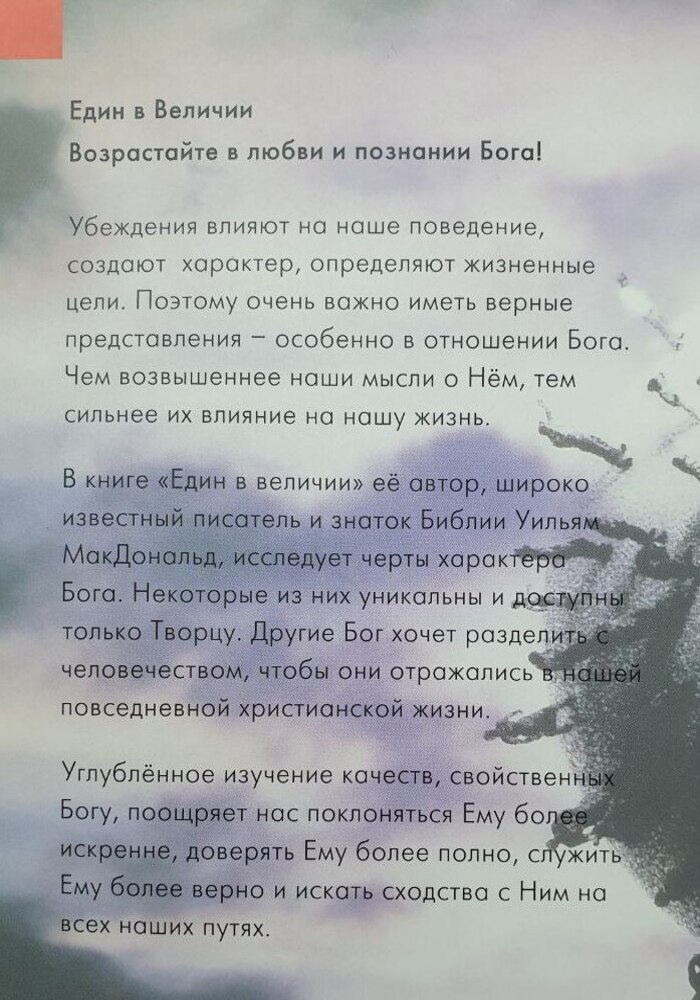 Един в Величии
Возрастайте в любви и познании Бога!
Убеждения влияют на наше поведение,
создают характер, определяют жизненные
цели. Поэтому очень важно иметь верные
представления – особенно в отношении Бога.
Чем возвышеннее наши мысли о Нём, тем
сильнее их влияние на нашу жизнь.
В книге «Един в величии» её автор, широко
известный писатель и знаток Библии Уильям
МакДональд, исследует черты характера
Бога. Некоторые из них уникальны и доступны
только Творцу. Другие Бог хочет разделить с
человечеством, чтобы они отражались в нашей
повседневной христианской жизни.
Углублённое изучение качеств, свойственных
Богу, поощряет нас поклоняться Ему более
искренне, доверять Ему более полно, служить
Ему более верно и искать сходства с Ним на
всех наших путях.